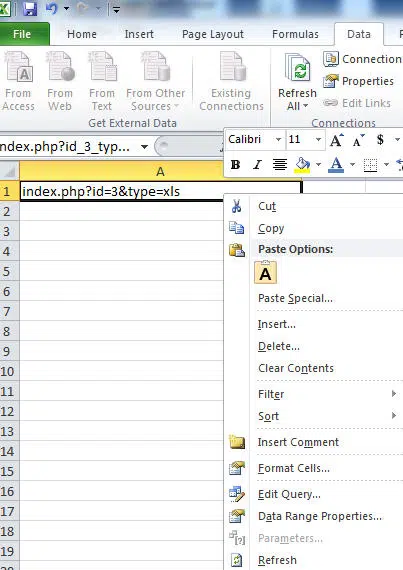 File Home Insert Page Layout Formulas Data
From Access
From Web
From Text
From Other Sources
Existing Connections
Refresh All
Connection
Properties
Edit Links
Get External Data
Connections
ndex.php?id_3_typ...
Calibri 11 A A $
B I A
A
1 index.php?id=3&type=xls
2
3
4
5
6
7
8
9
10
11
12
13
14
15
16
17
18
19
Cut
Copy
Paste Options:
A
Paste Special...
Insert...
Delete...
Clear Contents
Filter
Sort
Insert Comment
Format Cells...
Edit Query...
Data Range Properties...
Parameters...
Refresh